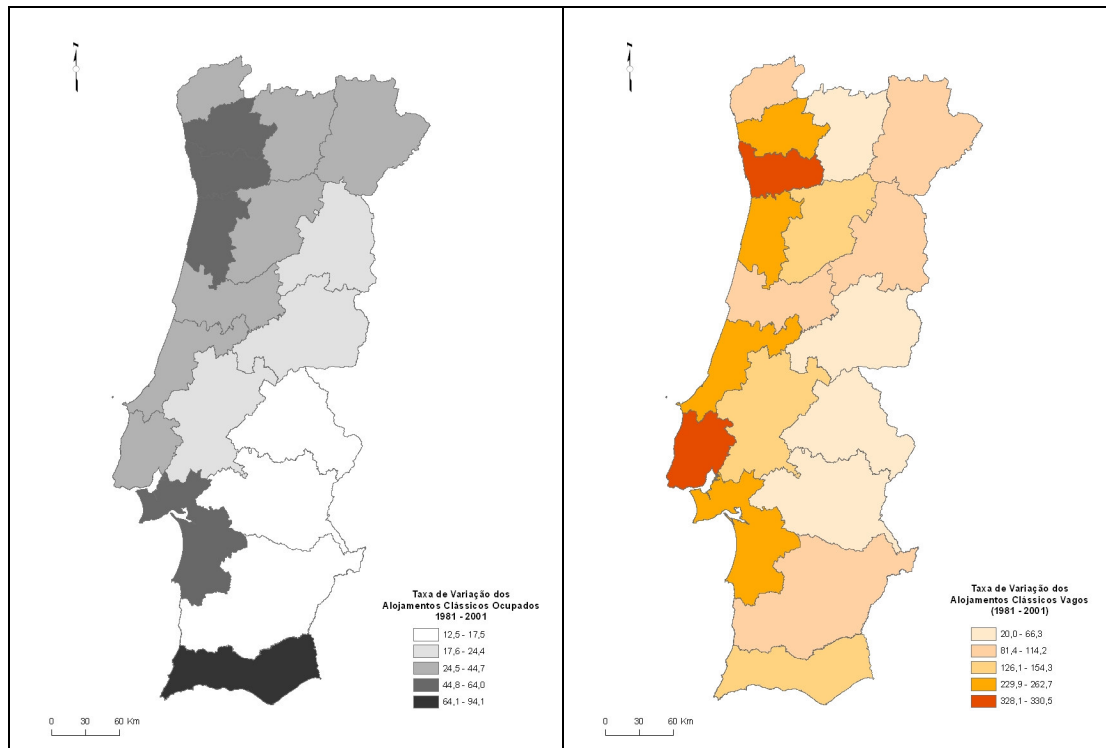 Taxa de Variação dos
Alojamentos Clássicos Ocupados
1981 - 2001
12,5 - 17,5
17,6 - 24,4
24,5 - 44,7
44,8 - 64,0
64,1 - 94,1
0 30 60 Km
Taxa de Variação dos
Alojamentos Clássicos Vagos
(1981 - 2001)
20,0 - 66,3
81,4 - 114,2
126,1 - 154,3
229,9 - 262,7
328,1 - 330,5
0 30 60 Km